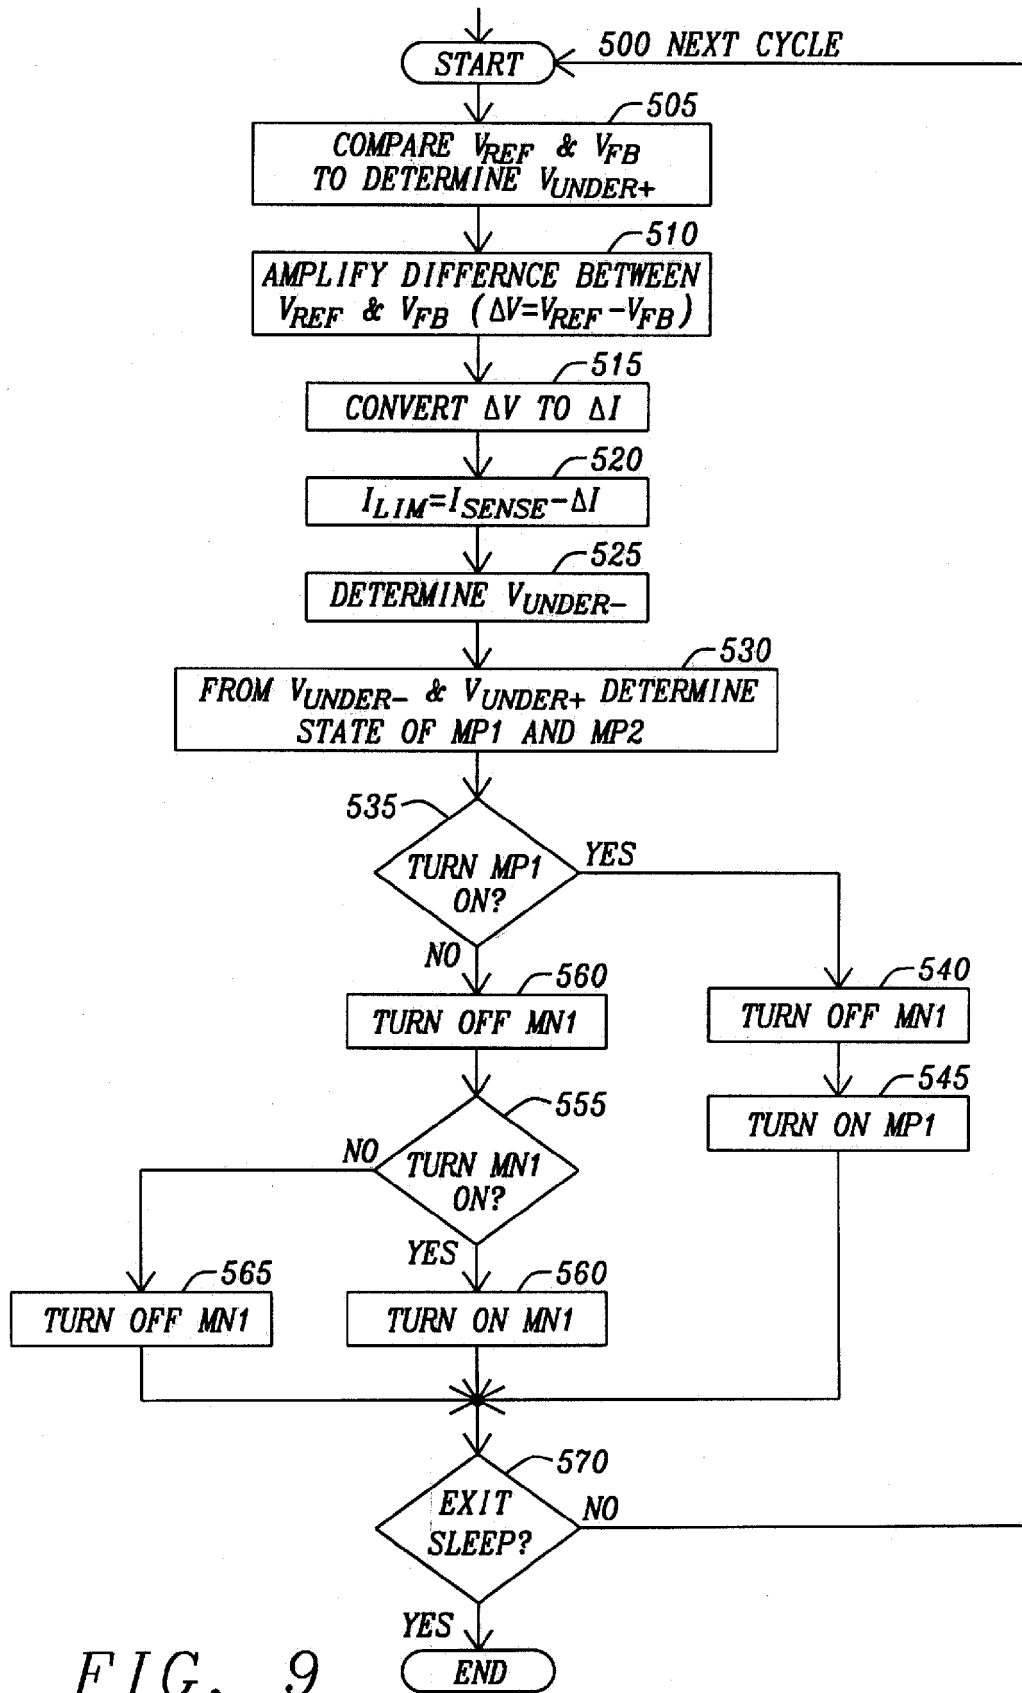 START
500 NEXT CYCLE
505
COMPARE VREF & VFB
TO DETERMINE VUNDER+
510
AMPLIFY DIFFERNCE BETWEEN
VREF & VFB (ΔV=VREF-VFB)
515
CONVERT ΔV TO ΔI
520
ILIM=ISENSE-ΔI
525
DETERMINE VUNDER-
530
FROM VUNDER- & VUNDER+ DETERMINE
STATE OF MP1 AND MP2
535
TURN MP1
ON?
YES
NO
560
TURN OFF MN1
540
TURN OFF MN1
555
545
TURN ON MP1
NO
TURN MN1
ON?
YES
565
TURN OFF MN1
560
TURN ON MN1
570
EXIT
SLEEP?
NO
YES
END
FIG. 9